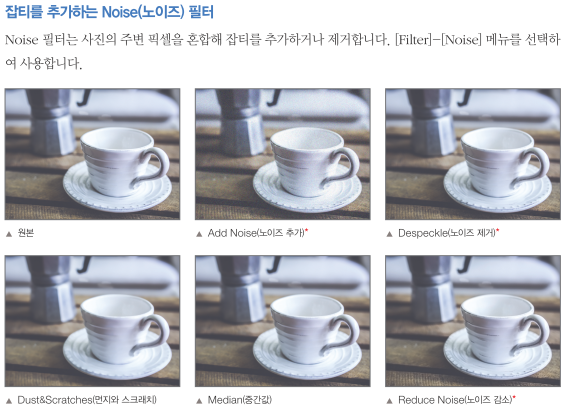 잡티를 추가하는 Noise(노이즈) 필터
Noise 필터는 사진의 주변 픽셀을 혼합해 잡티를 추가하거나 제거합니다. [Filter]-[Noise] 메뉴를 선택하
여 사용합니다.
▲ 원본
▲ Add Noise(노이즈 추가)*
▲ Despeckle(노이즈 제거)*
▲ Dust&Scratches(먼지와 스크래치)
▲ Median(중간값)
▲ Reduce Noise(노이즈 감소)*